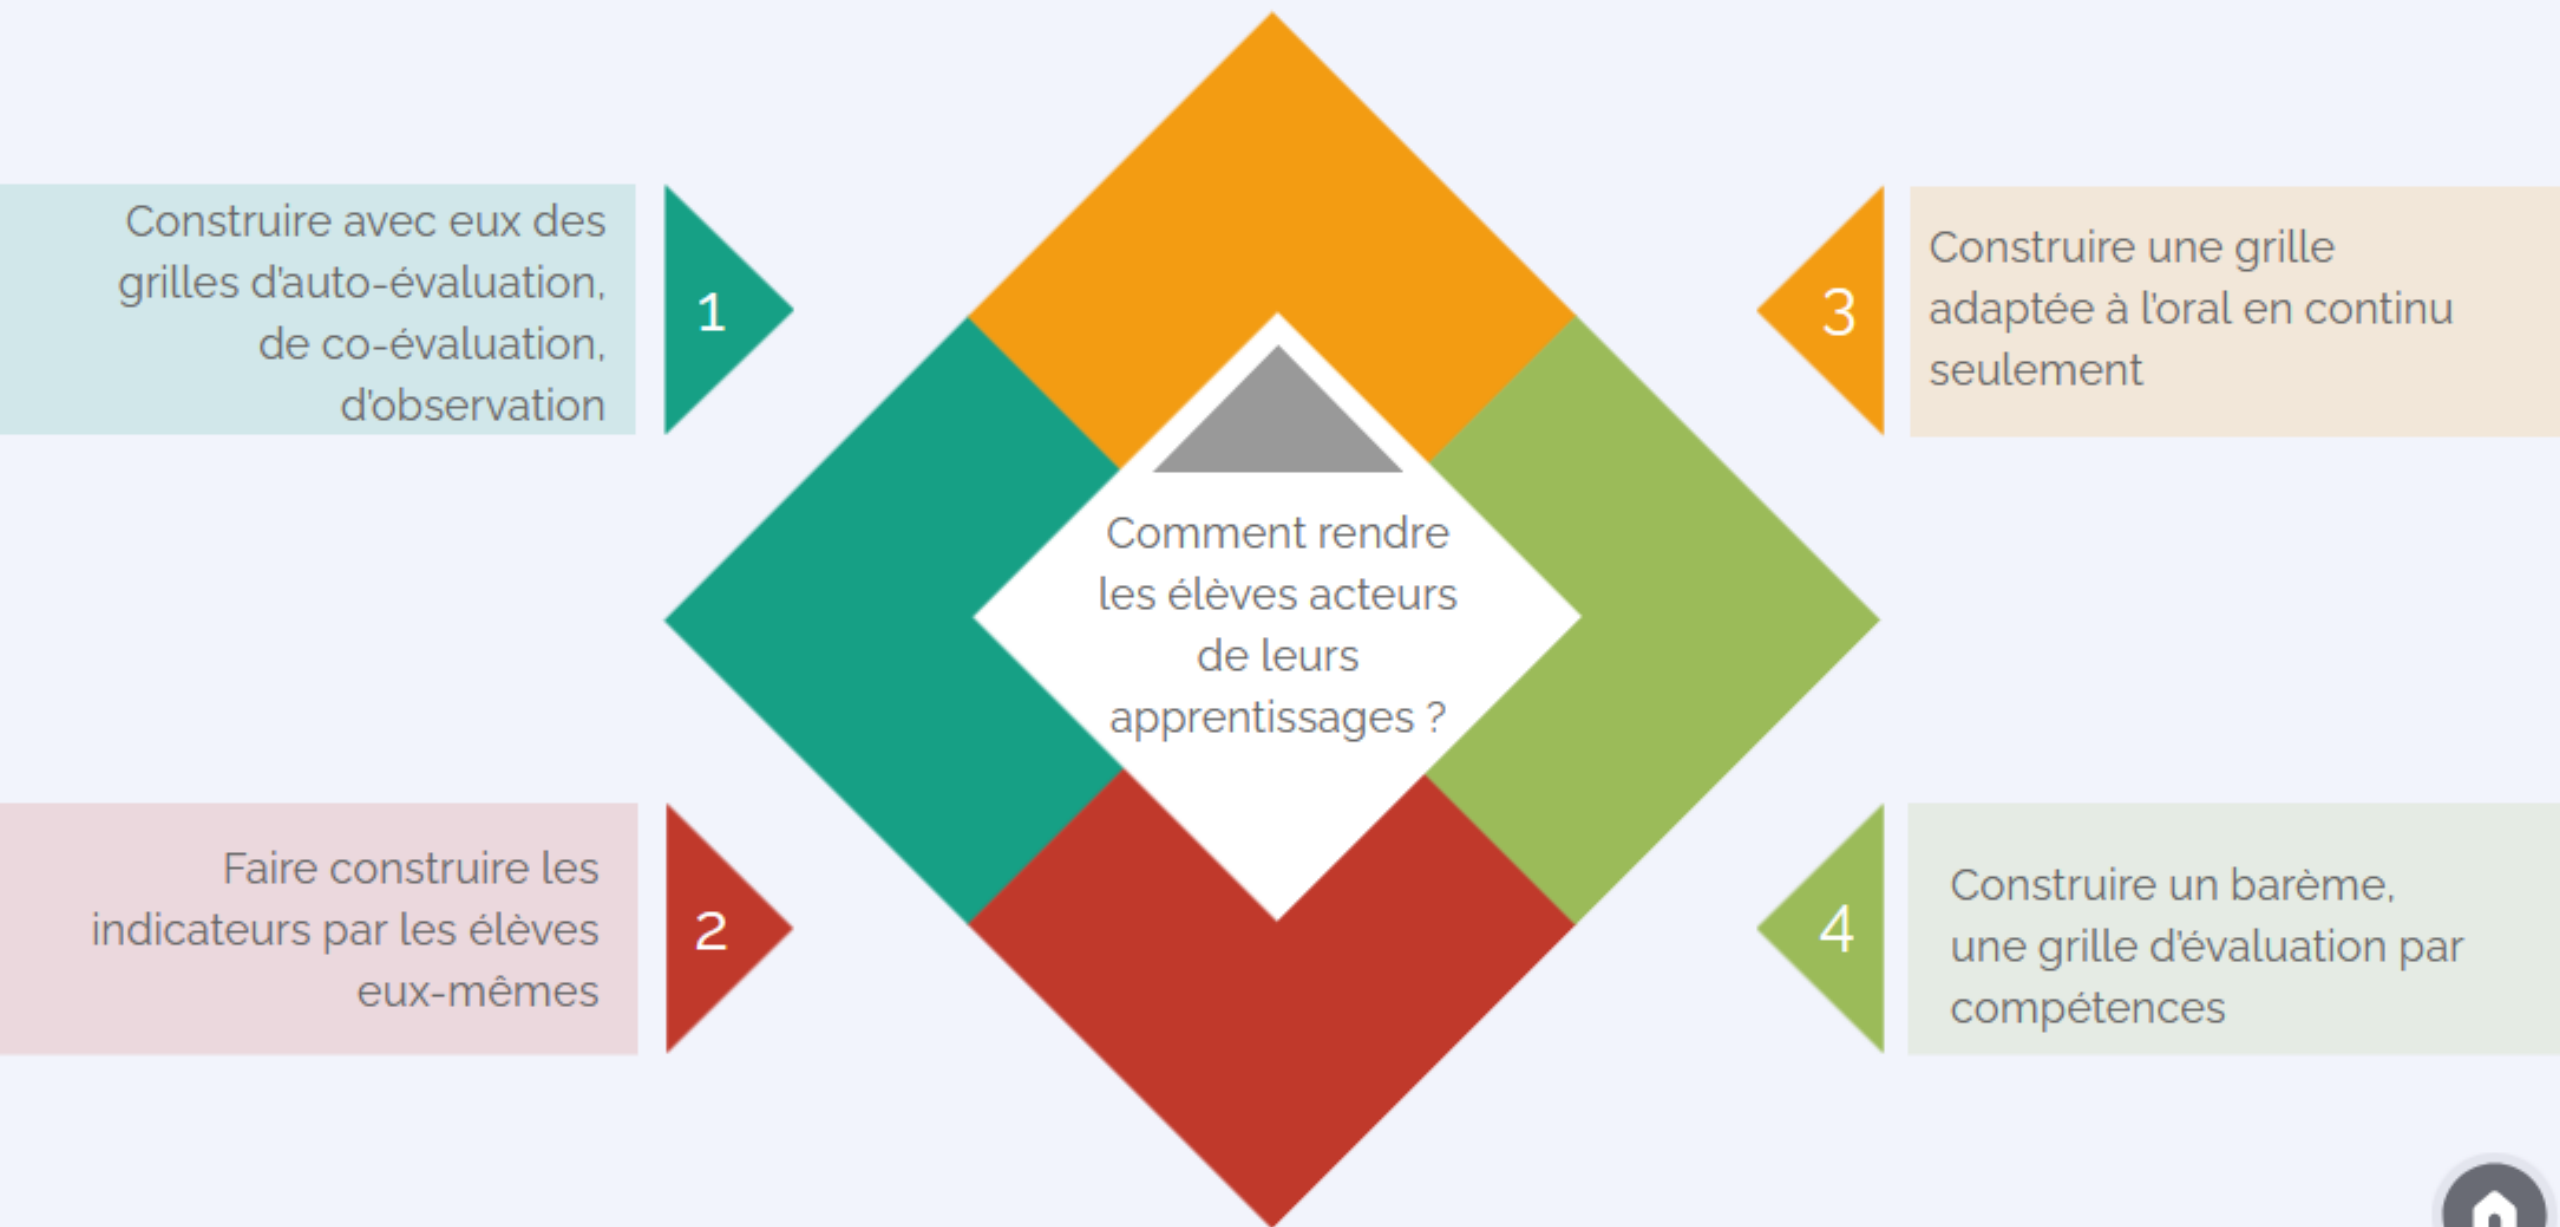 Construire avec eux des
grilles d'auto-évaluation,
de co-évaluation,
d'observation
1
Faire construire les
indicateurs par les élèves
eux-mêmes
2
Comment rendre
les élèves acteurs
de leurs
apprentissages ?
3
Construire une grille
adaptée à l'oral en continu
seulement
4
Construire un barème,
une grille d'évaluation par
compétences